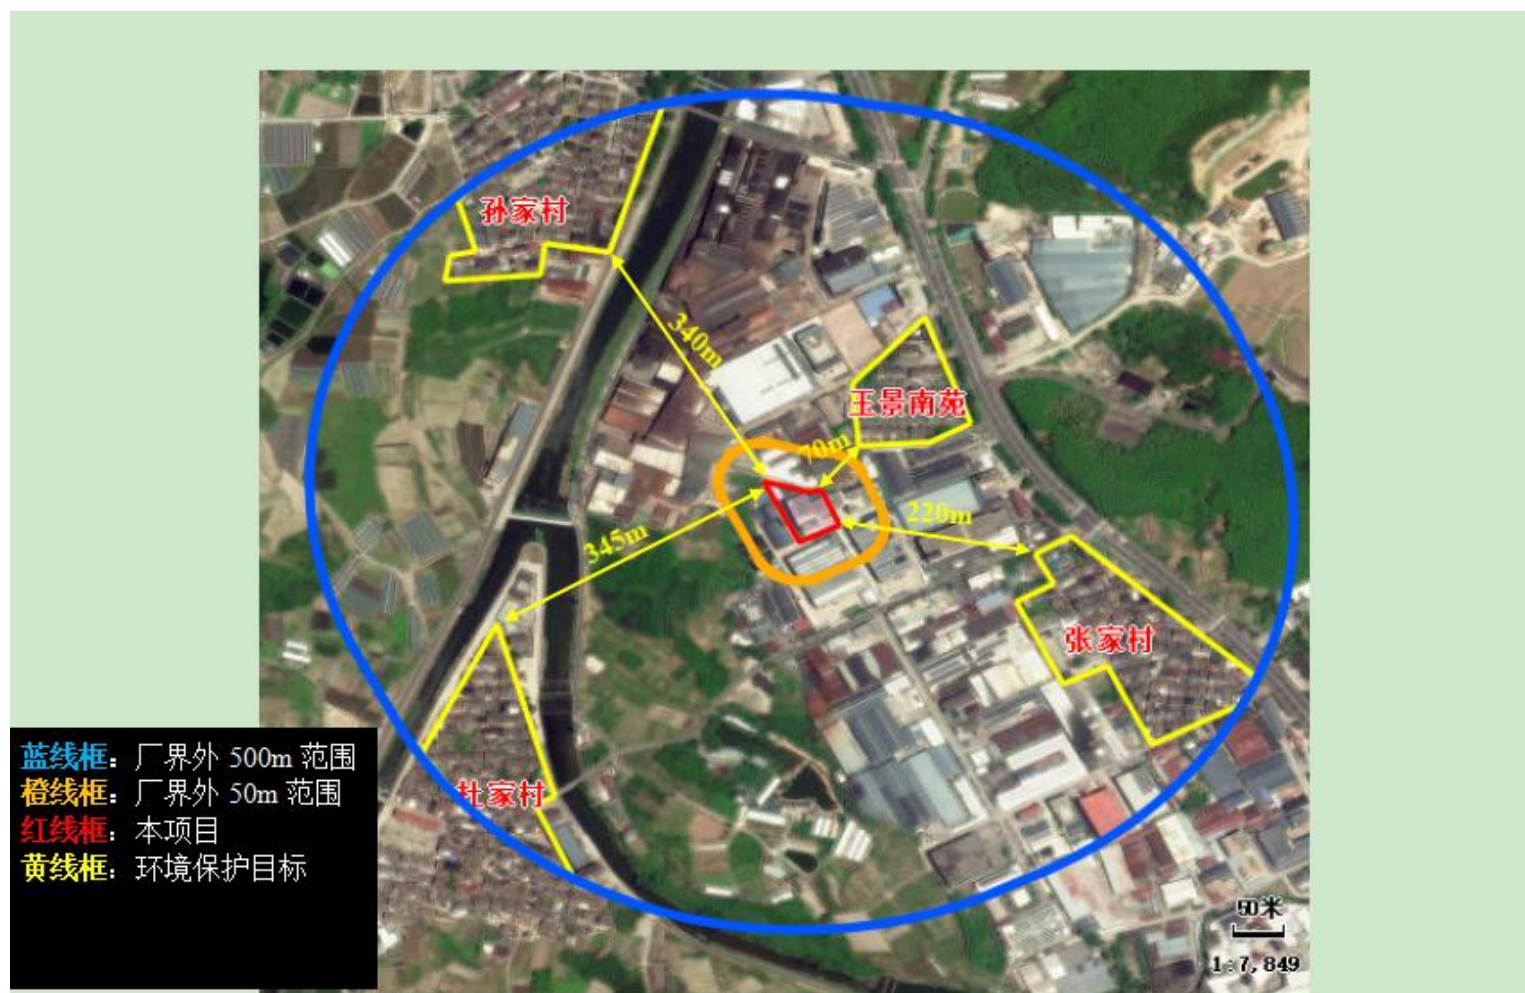 孙家村
340m
王景南苑
70m
220m
345m
张家村
杜家村
蓝线框：厂界外 500m 范围
橙线框：厂界外 50m 范围
红线框：本项目
黄线框：环境保护目标
50米
1:7,849